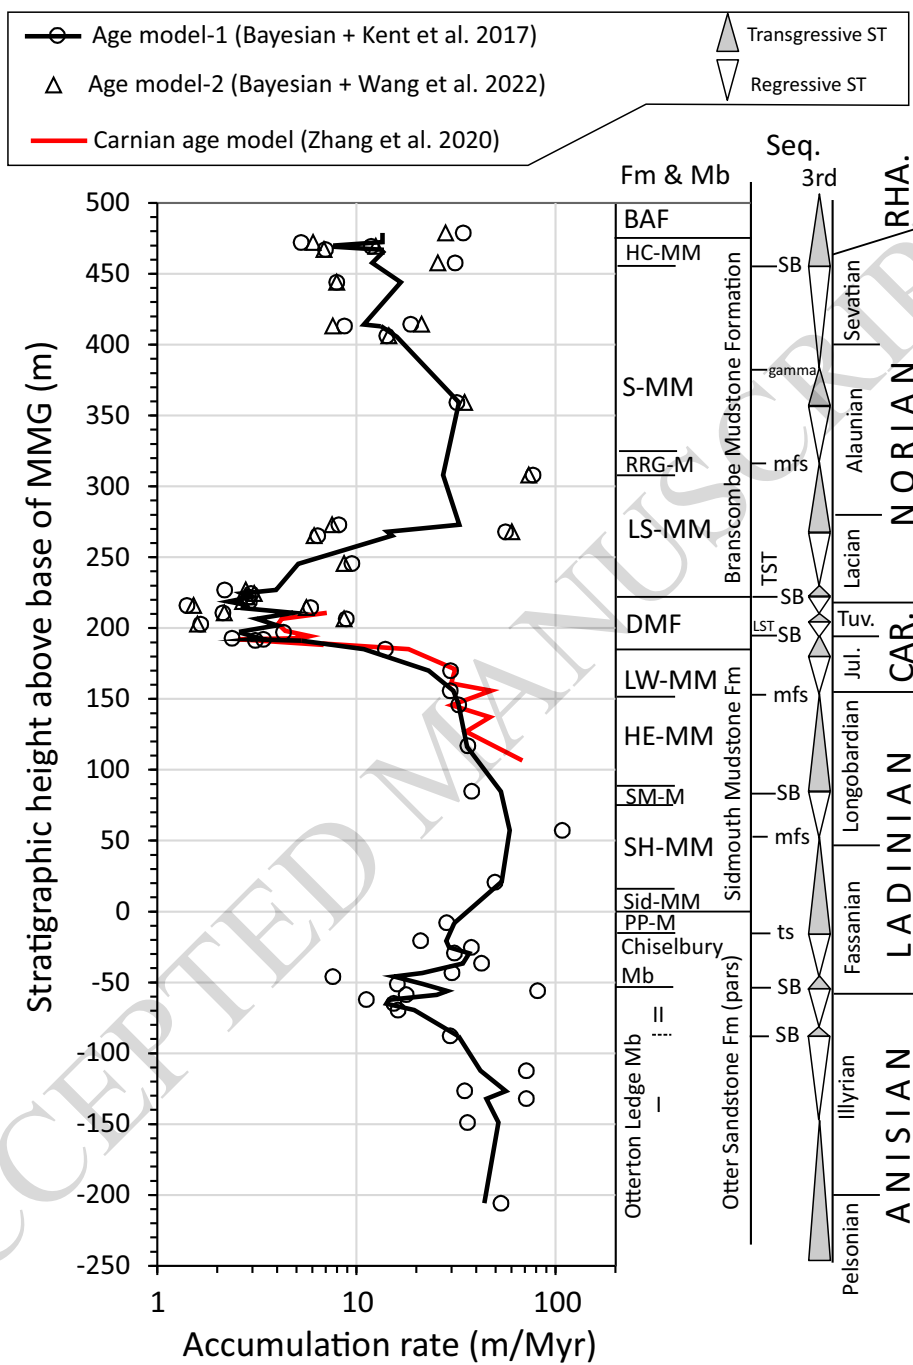 Age model-1 (Bayesian + Kent et al. 2017)
Age model-2 (Bayesian + Wang et al. 2022)
Carnian age model (Zhang et al. 2020)
Transgressive ST
Regressive ST
Seq.
Fm & Mb
3rd
RHA.
500
450
400
350
300
250
200
150
100
50
0
-50
-100
-150
-200
-250
Stratigraphic height above base of MMG (m)
1
10
100
Accumulation rate (m/Myr)
BAF
HC-MM
S-MM
RRG-M
LS-MM
DMF
LW-MM
HE-MM
SM-M
SH-MM
Sid-MM
PP-M
Chiselbury
Mb
II
I
Otterton Ledge Mb
Branscombe Mudstone Formation
Sidmouth Mudstone Fm
Otter Sandstone Fm (pars)
SB
gamma
mfs
TST
SB
LST
SB
mfs
SB
mfs
ts
SB
SB
Sevatian
Alaunian
Lacian
Tuv.
Jul.
Longobardian
Fassanian
Illyrian
Pelsonian
NORIAN
CAR.
LADINIAN
ANISIAN
CCEPTED MANUSCRIP